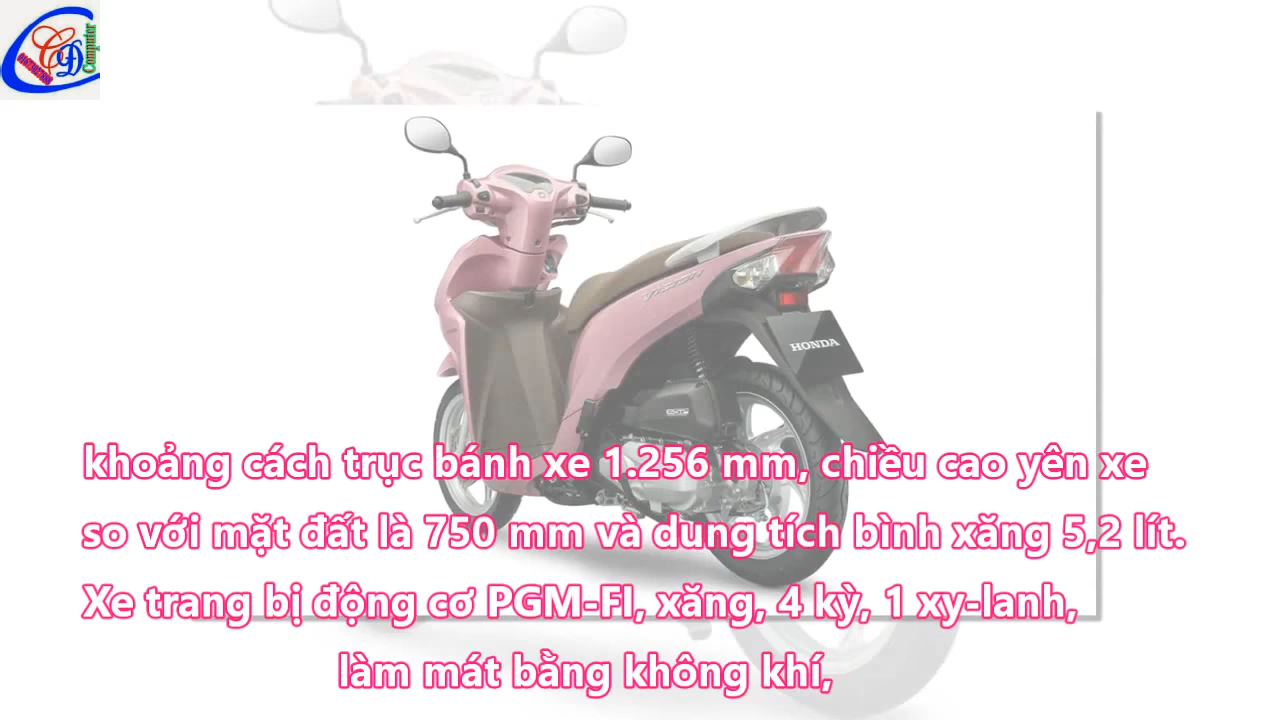 Computer
HONDA
khoảng cách trục bánh xe 1.256 mm, chiều cao yên xe
so với mặt đất là 750 mm và dung tích bình xăng 5,2 lít.
Xe trang bị động cơ PGM-FI, xăng, 4 kỳ, 1 xy-lanh,
làm mát bằng không khí,